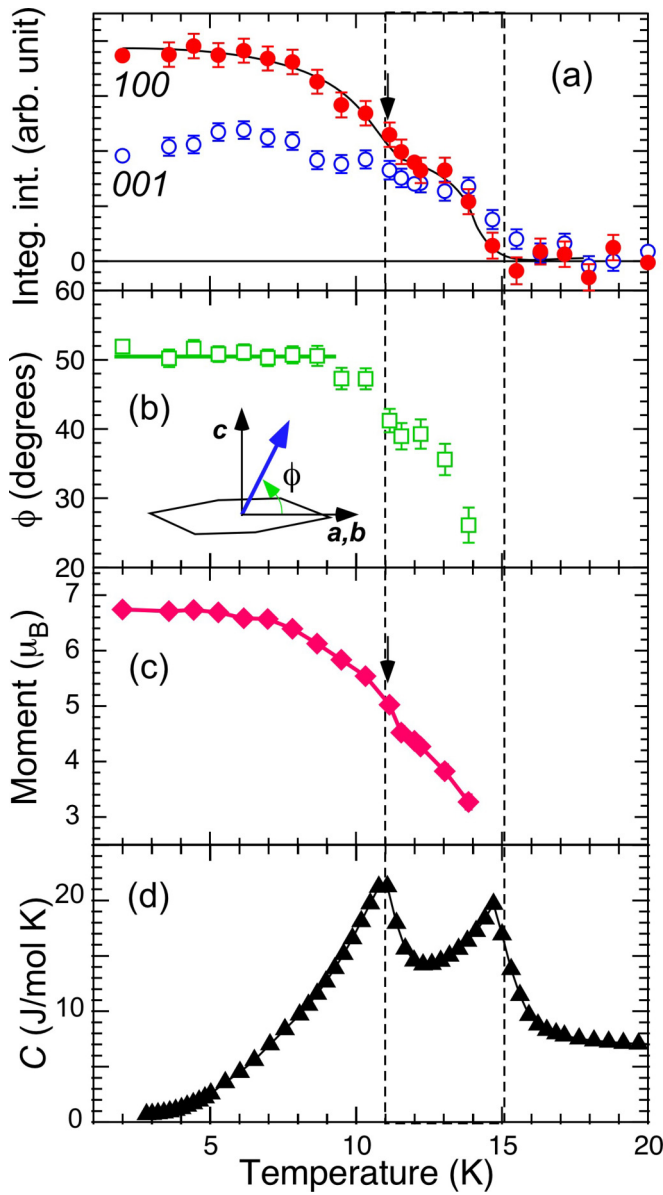 Integ. int. (arb. unit)
(a)
100
001
0
60
50
40
30
20
ϕ (degrees)
(b)
c
ϕ
a,b
7
6
5
4
3
Moment (μB)
(c)
20
10
0
C (J/mol K)
(d)
5
10
15
20
Temperature (K)